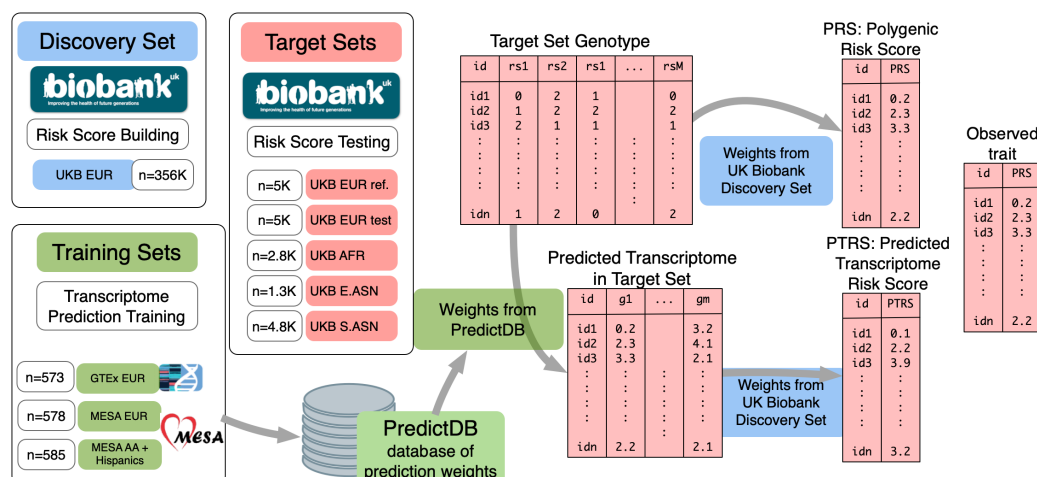 Discovery Set
biobank uk
Improving the health of future generations
Risk Score Building
UKB EUR n=356K
Training Sets
Transcriptome
Prediction Training
n=573 GTEx EUR
n=578 MESA EUR
MESA
n=585 MESA AA +
Hispanics
Target Sets
biobank uk
Improving the health of future generations
Risk Score Testing
n=5K UKB EUR ref.
n=5K UKB EUR test
n=2.8K UKB AFR
n=1.3K UKB E.ASN
n=4.8K UKB S.ASN
PredictDB
database of
prediction weights
Weights from
PredictDB
Target Set Genotype
id rs1 rs2 rs1 ... rsM
id1 0 2 1 0
id2 1 2 2 2
id3 2 1 1 1
: : : : : :
: : : : : :
: : : : : :
: : : : : :
:
idn 1 2 0 2
Weights from
UK Biobank
Discovery Set
PRS: Polygenic
Risk Score
id PRS
id1 0.2
id2 2.3
id3 3.3
: :
: :
: :
: :
idn 2.2
Predicted Transcriptome
in Target Set
id g1 ... gm
id1 0.2 3.2
id2 2.3 4.1
id3 3.3 2.1
: : : :
: : : :
: : : :
: : : :
:
idn 2.2 2.1
Weights from
UK Biobank
Discovery Set
PTRS: Predicted
Transcriptome
Risk Score
id PTRS
id1 0.1
id2 2.2
id3 3.9
: :
: :
: :
: :
idn 3.2
Observed
trait
id PRS
id1 0.2
id2 2.3
id3 3.3
: :
: :
: :
: :
idn 2.2